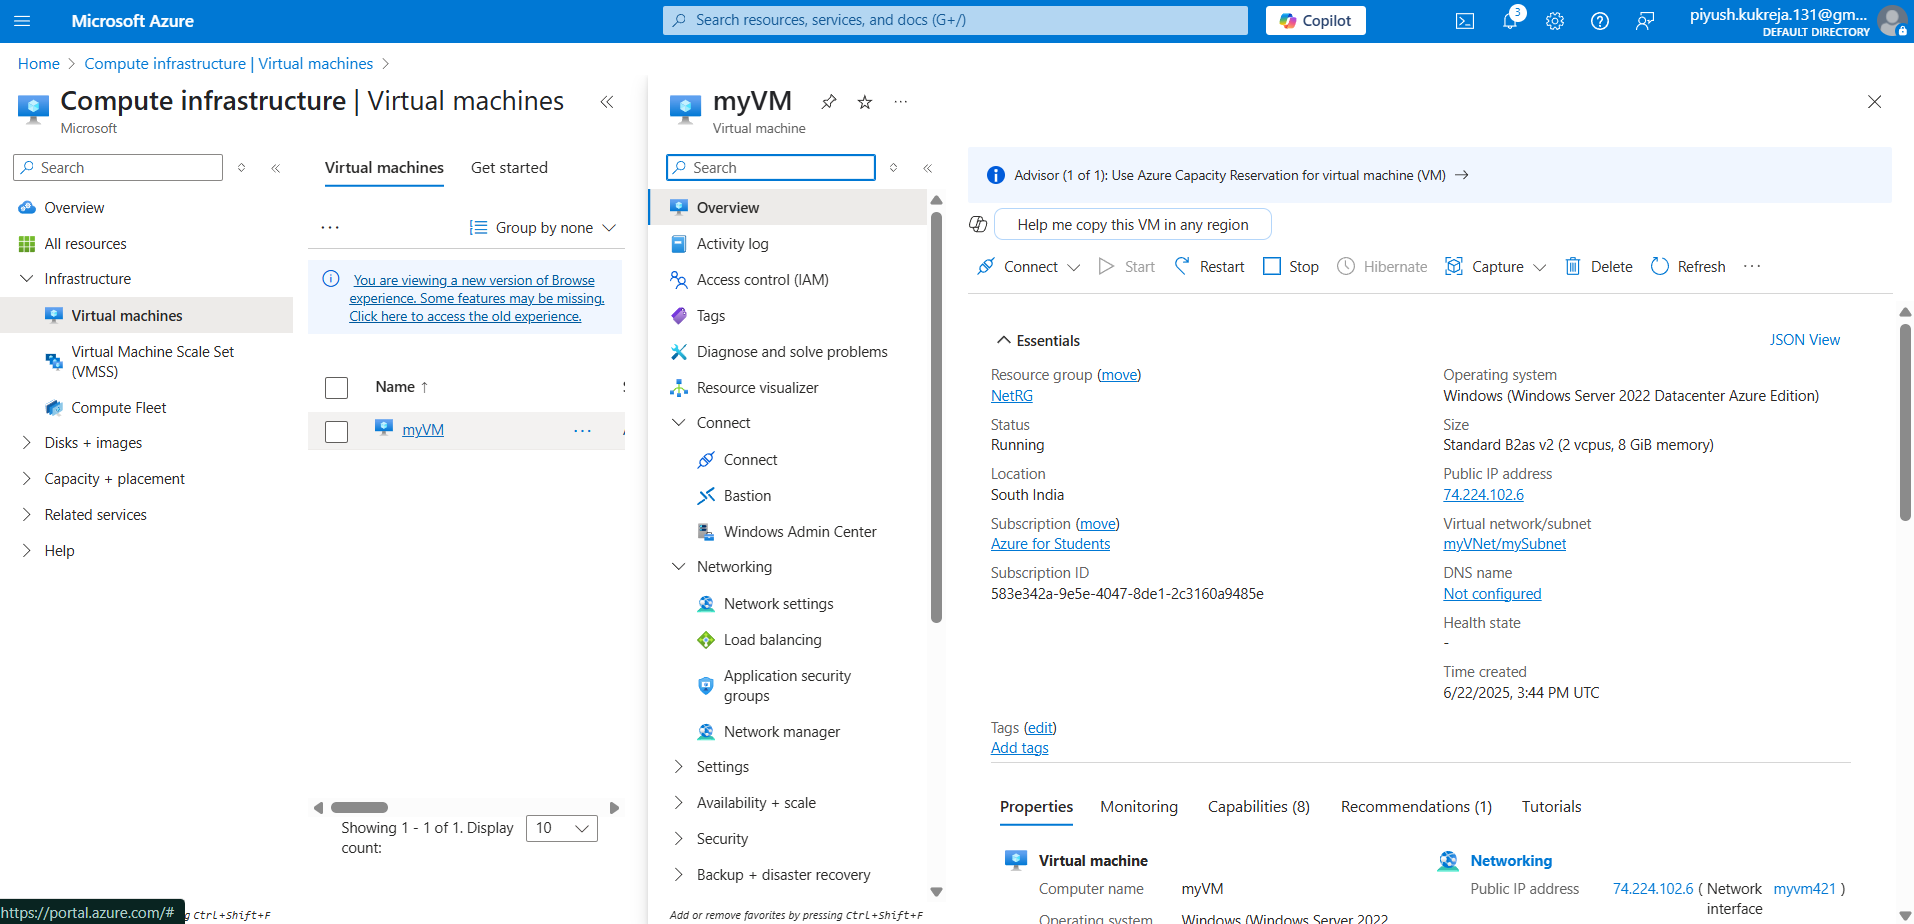 Microsoft Azure
Search resources, services, and docs (G+/)
Copilot
3
piyush.kukreja.131@gm...
DEFAULT DIRECTORY
Home > Compute infrastructure | Virtual machines >
Compute infrastructure | Virtual machines
Microsoft
Search
Overview
All resources
Infrastructure
Virtual machines
Virtual Machine Scale Set
(VMSS)
Compute Fleet
Disks + images
Capacity + placement
Related services
Help
https://portal.azure.com/#
g Ctrl+Shift+F
Virtual machines
Get started
...
Group by none
You are viewing a new version of Browse
experience. Some features may be missing.
Click here to access the old experience.
Name ↑
myVM
...
Showing 1 - 1 of 1. Display
count:
10
myVM
...
Virtual machine
Search
Overview
Activity log
Access control (IAM)
Tags
Diagnose and solve problems
Resource visualizer
Connect
Connect
Bastion
Windows Admin Center
Networking
Network settings
Load balancing
Application security
groups
Network manager
Settings
Availability + scale
Security
Backup + disaster recovery
Add or remove favorites by pressing Ctrl+Shift+F
Advisor (1 of 1): Use Azure Capacity Reservation for virtual machine (VM) →
Help me copy this VM in any region
Connect
Start
Restart
Stop
Hibernate
Capture
Delete
Refresh
...
Essentials
JSON View
Resource group (move)
NetRG
Status
Running
Location
South India
Subscription (move)
Azure for Students
Subscription ID
583e342a-9e5e-4047-8de1-2c3160a9485e
Operating system
Windows (Windows Server 2022 Datacenter Azure Edition)
Size
Standard B2as v2 (2 vcpus, 8 GiB memory)
Public IP address
74.224.102.6
Virtual network/subnet
myVNet/mySubnet
DNS name
Not configured
Health state
-
Time created
6/22/2025, 3:44 PM UTC
Tags (edit)
Add tags
Properties
Monitoring
Capabilities (8)
Recommendations (1)
Tutorials
Virtual machine
Computer name myVM
Operating system Windows (Windows Server 2022
Networking
Public IP address 74.224.102.6 ( Network myvm421 )
interface